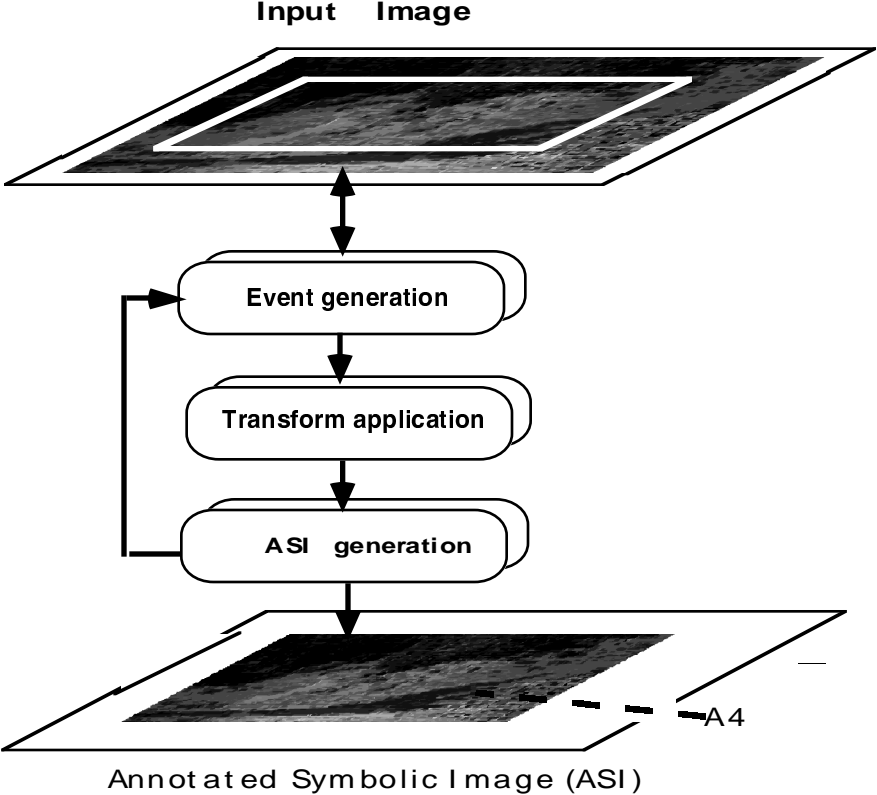 Input Image
Event generation
Transform application
ASI generation
A4
Annotated Symbolic Image (ASI)